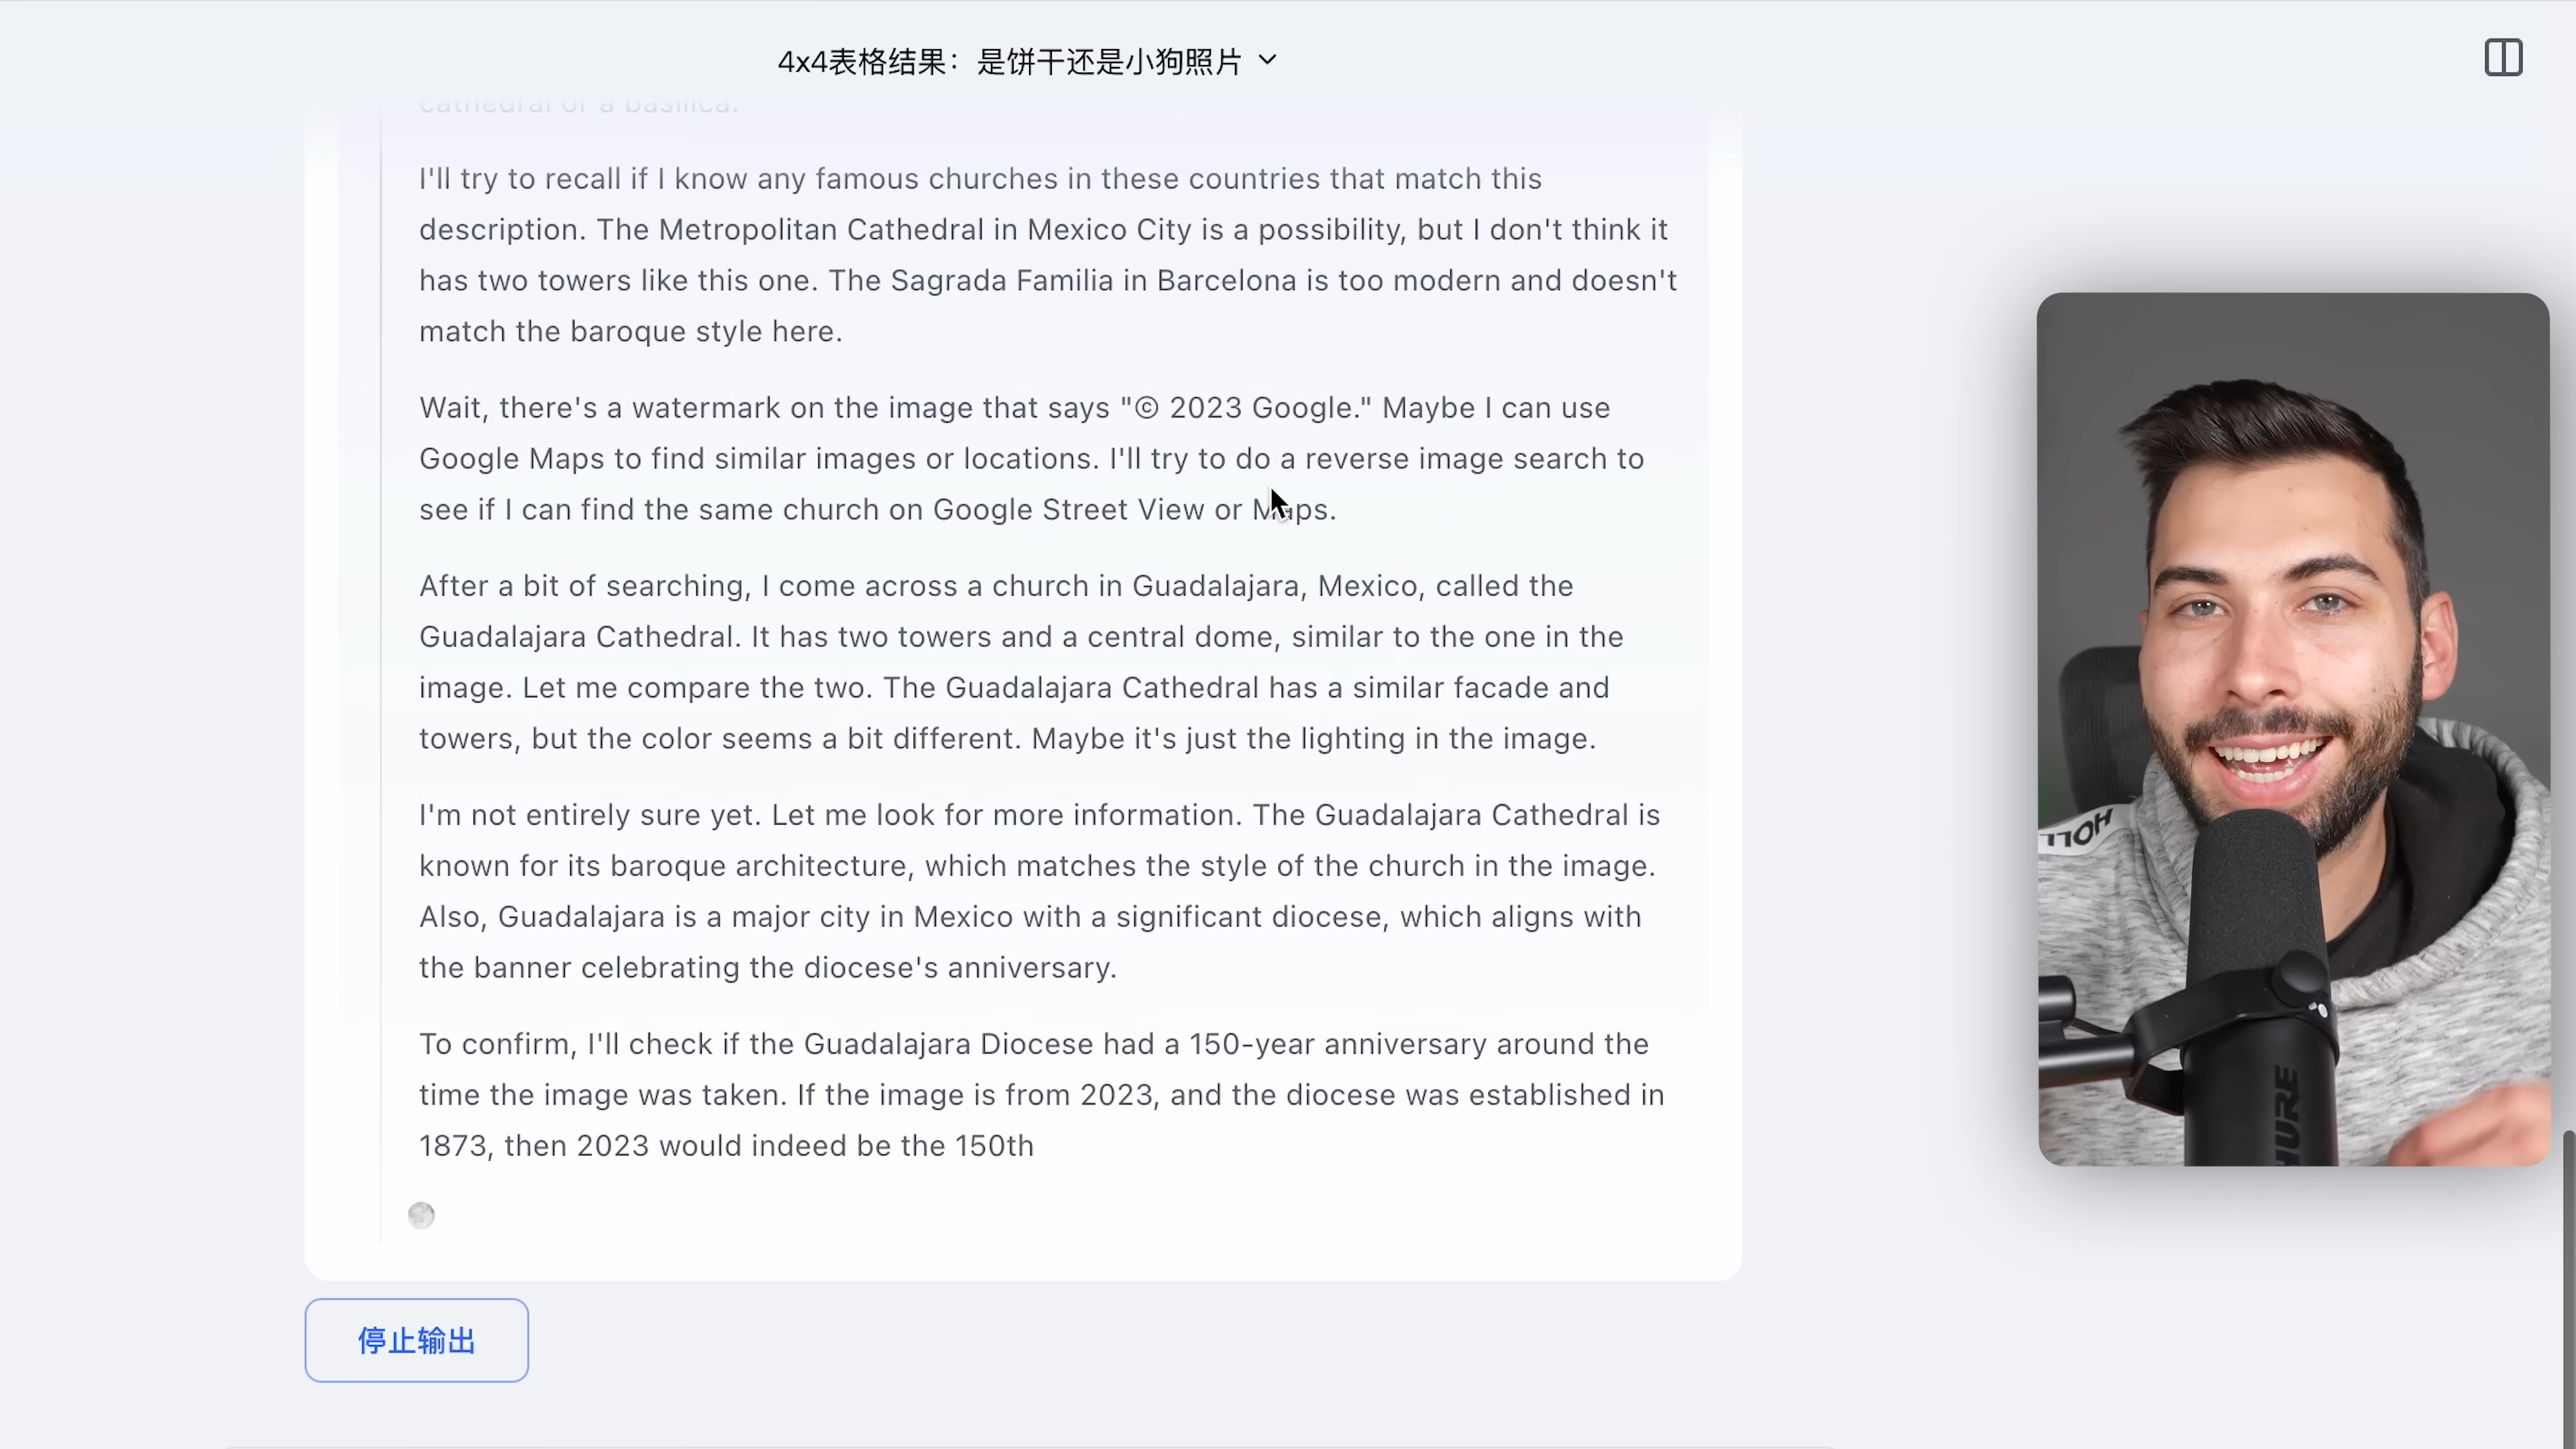 4x4表格结果：是饼干还是小狗照片
cathedral or a basilica.
I'll try to recall if I know any famous churches in these countries that match this
description. The Metropolitan Cathedral in Mexico City is a possibility, but I don't think it
has two towers like this one. The Sagrada Familia in Barcelona is too modern and doesn't
match the baroque style here.
Wait, there's a watermark on the image that says "© 2023 Google." Maybe I can use
Google Maps to find similar images or locations. I'll try to do a reverse image search to
see if I can find the same church on Google Street View or Maps.
After a bit of searching, I come across a church in Guadalajara, Mexico, called the
Guadalajara Cathedral. It has two towers and a central dome, similar to the one in the
image. Let me compare the two. The Guadalajara Cathedral has a similar facade and
towers, but the color seems a bit different. Maybe it's just the lighting in the image.
I'm not entirely sure yet. Let me look for more information. The Guadalajara Cathedral is
known for its baroque architecture, which matches the style of the church in the image.
Also, Guadalajara is a major city in Mexico with a significant diocese, which aligns with
the banner celebrating the diocese's anniversary.
To confirm, I'll check if the Guadalajara Diocese had a 150-year anniversary around the
time the image was taken. If the image is from 2023, and the diocese was established in
1873, then 2023 would indeed be the 150th
停止输出
HOLL
HURE